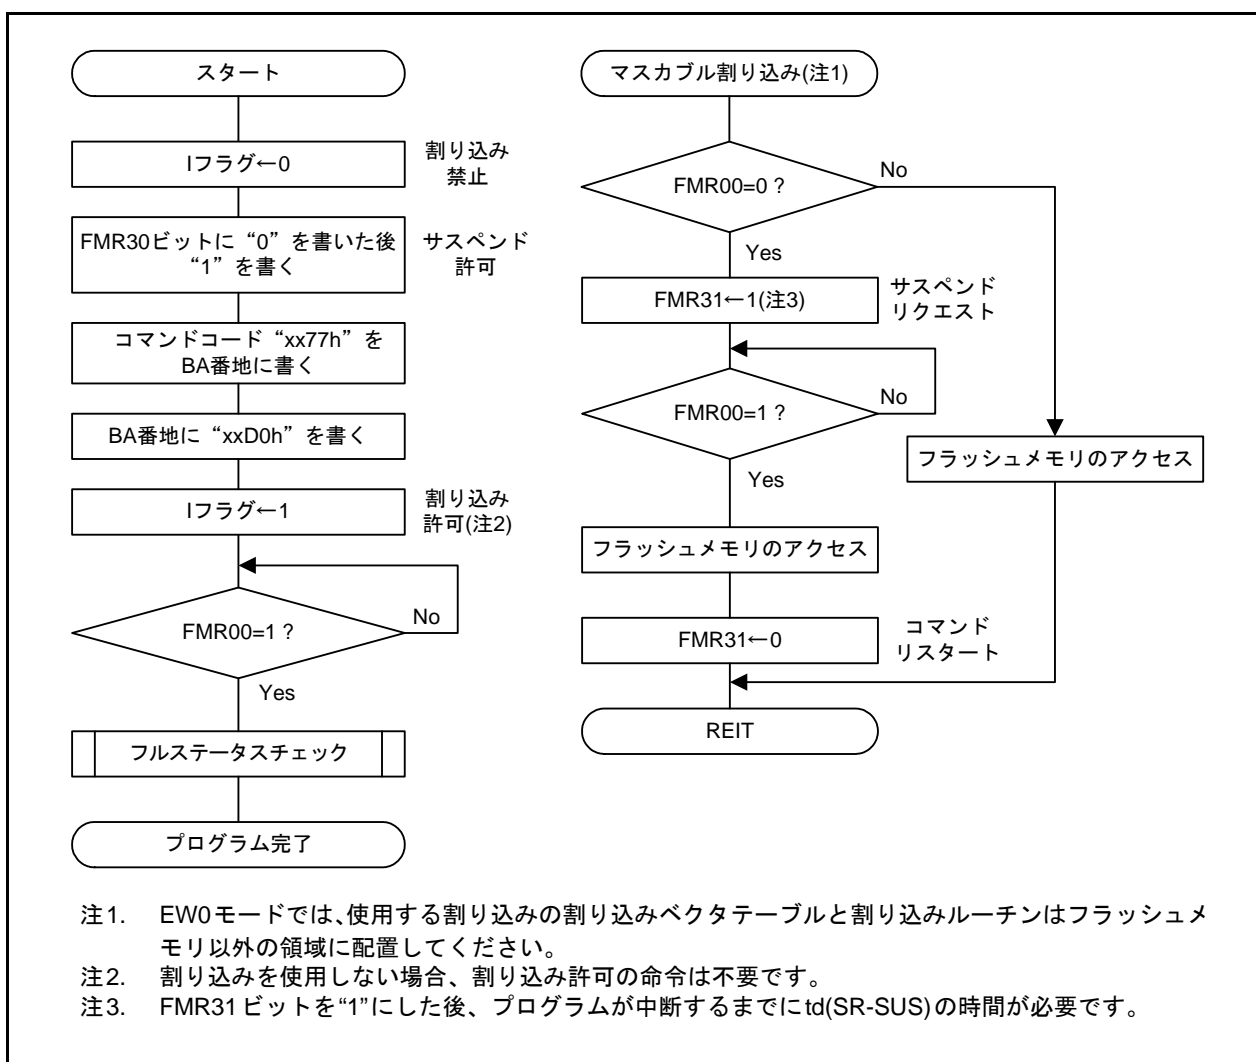 スタート
Iフラグ←0
割り込み
禁止
FMR30ビットに“0”を書いた後
“1”を書く
サスペンド
許可
コマンドコード“xx77h”を
BA番地に書く
BA番地に“xxD0h”を書く
Iフラグ←1
割り込み
許可(注2)
FMR00=1 ?
No
Yes
フルステータスチェック
プログラム完了
マスカブル割り込み(注1)
FMR00=0 ?
No
Yes
FMR31←1(注3)
サスペンド
リクエスト
FMR00=1 ?
No
Yes
フラッシュメモリのアクセス
フラッシュメモリのアクセス
FMR31←0
コマンド
リスタート
REIT
注1. EW0モードでは、使用する割り込みの割り込みベクタテーブルと割り込みルーチンはフラッシュメ
モリ以外の領域に配置してください。
注2. 割り込みを使用しない場合、割り込み許可の命令は不要です。
注3. FMR31ビットを“1”にした後、プログラムが中断するまでにtd(SR-SUS)の時間が必要です。